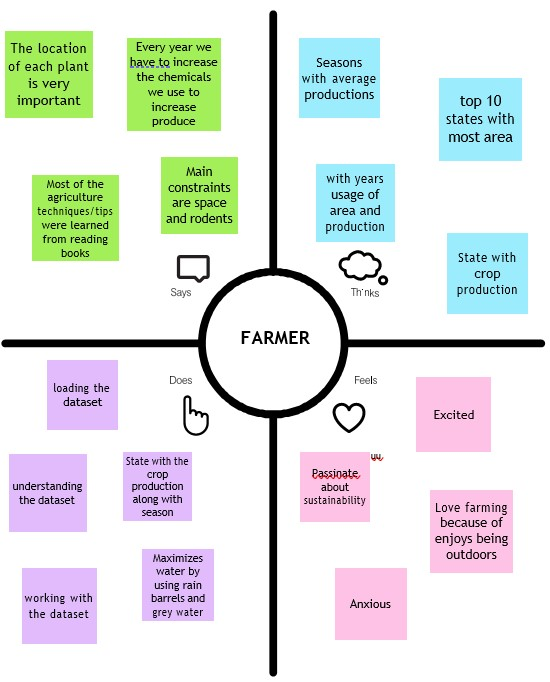 The location
of each plant
is very
important
Every year we
have to increase
the chemicals
we use to
increase
produce
Most of the
agriculture
techniques/tips
were learned
from reading
books
Main
constraints
are space
and rodents
Says
Seasons
with average
productions
top 10
states with
most area
with years
usage of
area and
production
State with
crop
production
Thinks
FARMER
Does
loading the
dataset
understanding
the dataset
State with the
crop
production
along with
season
working with
the dataset
Maximizes
water by
using rain
barrels and
grey water
Feels
Excited
Passinate
about
sustainability
Love farming
because of
enjoys being
outdoors
Anxious